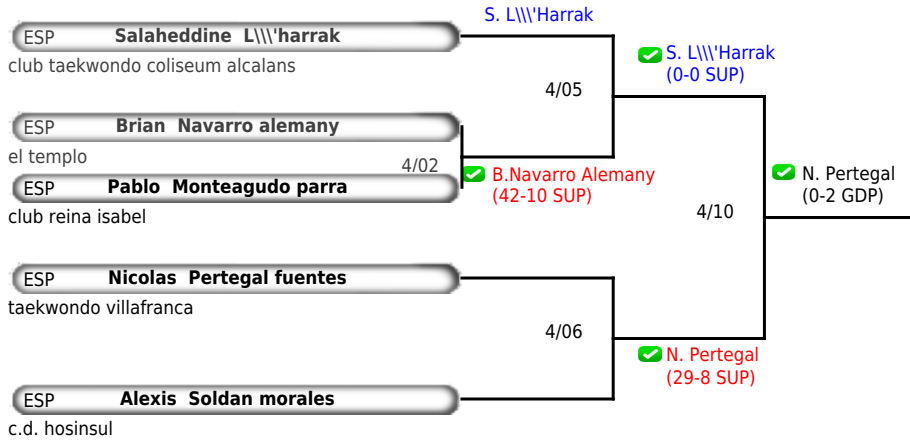 S. L\\\'Harrak
ESP Salaheddine L\\\'harrak
club taekwondo coliseum alcalans
S. L\\\'Harrak
(0-0 SUP)
4/05
ESP Brian Navarro alemany
el templo
4/02
B.Navarro Alemany
(42-10 SUP)
ESP Pablo Monteagudo parra
club reina isabel
N. Pertegal
(0-2 GDP)
4/10
ESP Nicolas Pertegal fuentes
taekwondo villafranca
4/06
N. Pertegal
(29-8 SUP)
ESP Alexis Soldan morales
c.d. hosinsul